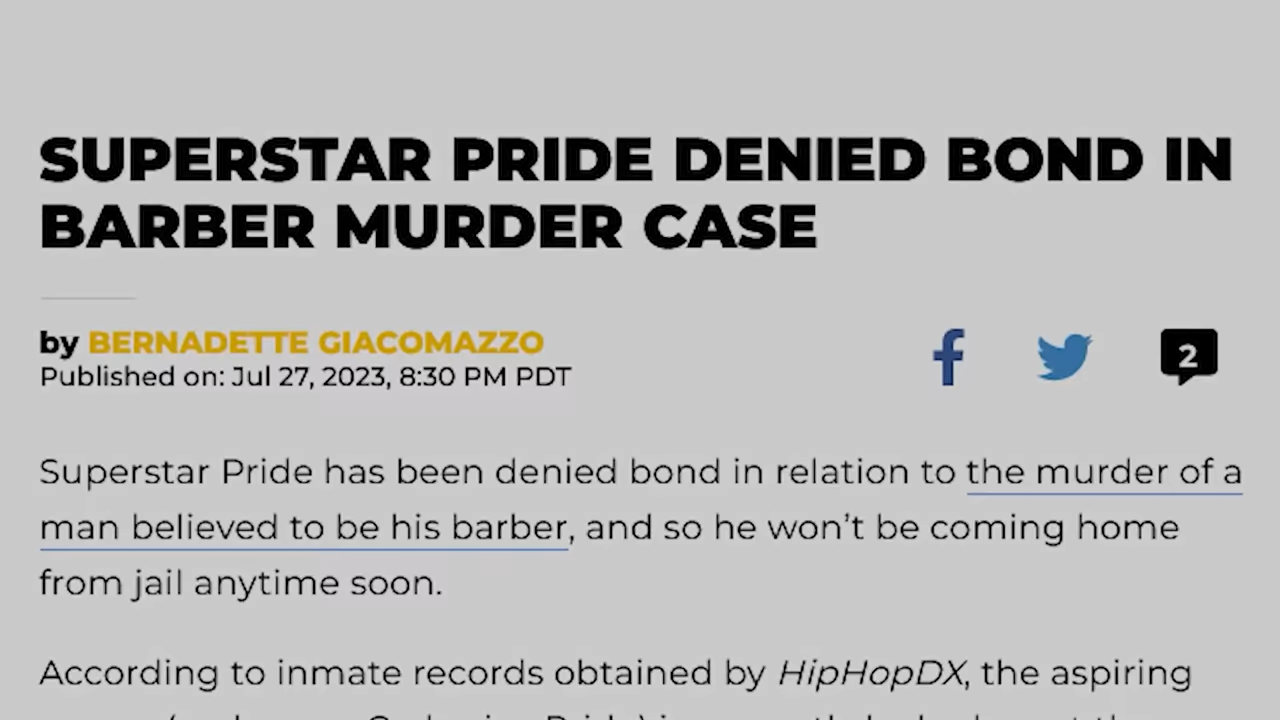 SUPERSTAR PRIDE DENIED BOND IN
BARBER MURDER CASE
by BERNADETTE GIACOMAZZO
Published on: Jul 27, 2023, 8:30 PM PDT
2
Superstar Pride has been denied bond in relation to the murder of a
man believed to be his barber, and so he won’t be coming home
from jail anytime soon.
According to inmate records obtained by HipHopDX, the aspiring